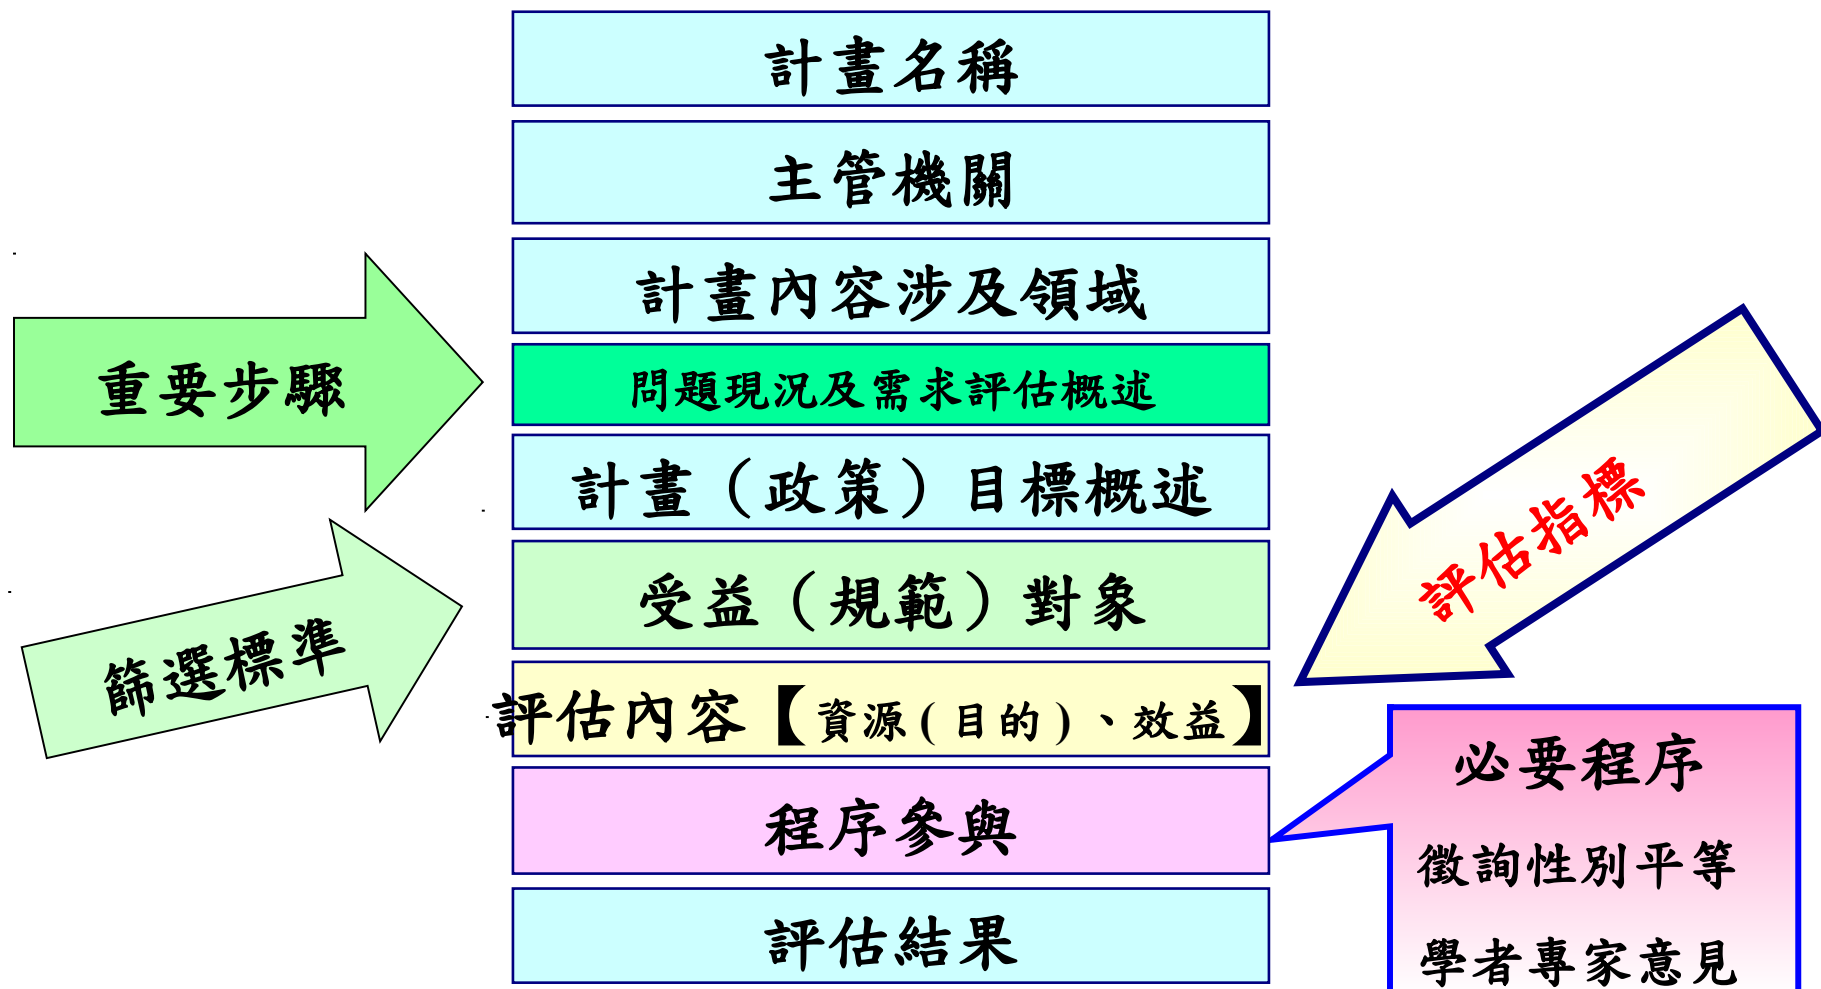 計畫名稱
主管機關
計畫內容涉及領域
重要步驟
問題現況及需求評估概述
計畫（政策）目標概述
受益（規範）對象
篩選標準
評估指標
評估內容【資源(目的)、效益】
程序參與
必要程序
徵詢性別平等
學者專家意見
評估結果